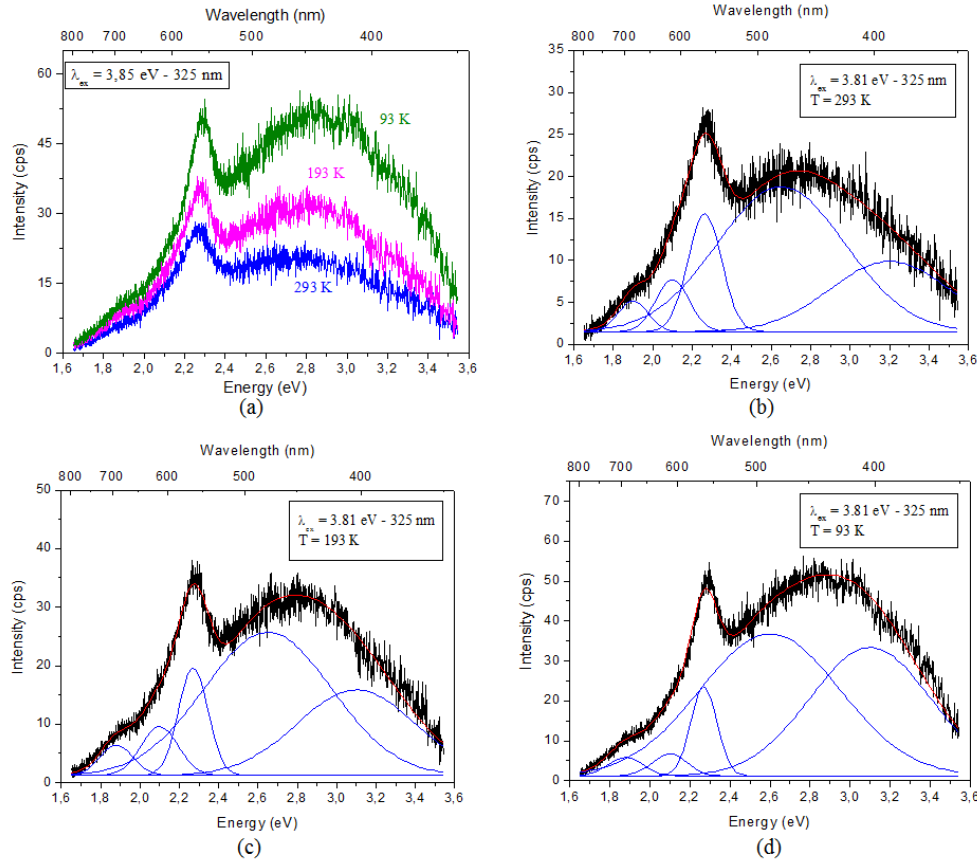 Wavelength (nm)
800 700 600 500 400
λex = 3,85 eV - 325 nm
93 K
193 K
293 K
Intensity (cps)
60
45
30
15
0
1,6 1,8 2,0 2,2 2,4 2,6 2,8 3,0 3,2 3,4 3,6
Energy (eV)
(a)
Wavelength (nm)
800 700 600 500 400
λex = 3.81 eV - 325 nm
T = 293 K
Intensity (cps)
35
30
25
20
15
10
5
0
1,6 1,8 2,0 2,2 2,4 2,6 2,8 3,0 3,2 3,4 3,6
Energy (eV)
(b)
Wavelength (nm)
800 700 600 500 400
λex = 3.81 eV - 325 nm
T = 193 K
Intensity (cps)
50
40
30
20
10
0
1,6 1,8 2,0 2,2 2,4 2,6 2,8 3,0 3,2 3,4 3,6
Energy (eV)
(c)
Wavelength (nm)
800 700 600 500 400
λex = 3.81 eV - 325 nm
T = 93 K
Intensity (cps)
70
60
50
40
30
20
10
0
1,6 1,8 2,0 2,2 2,4 2,6 2,8 3,0 3,2 3,4 3,6
Energy (eV)
(d)